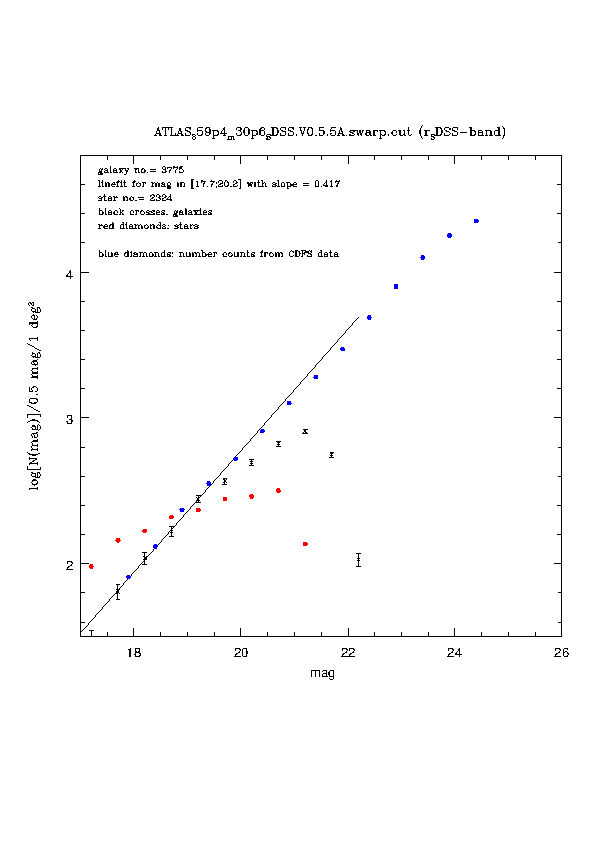 ATLAS_s59p4_m30p6_sDSS.V0.5.5A.swarp.cut (r_sDSS-band)
galaxy no.= 3775
linefit for mag in [17.7;20.2] with slope = 0.417
star no.= 2324
black crosses: galaxies
red diamonds: stars
blue diamonds: number counts from CDFS data
log[N(mag)]/0.5 mag/1 deg²
4
3
2
18 20 22 24 26
mag